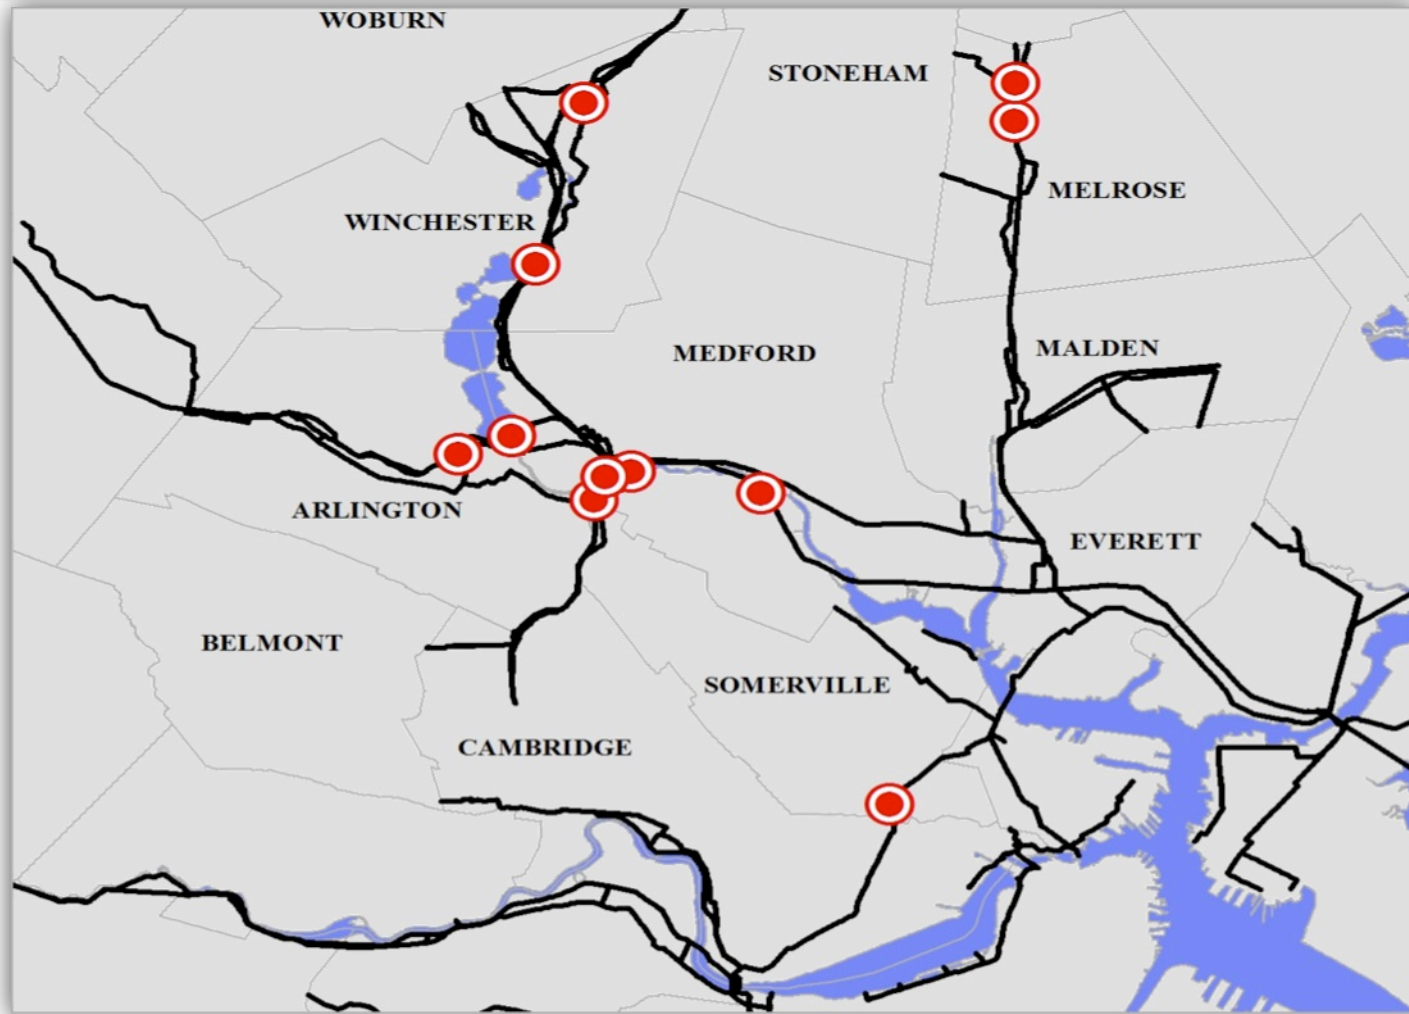 WOBURN
STONEHAM
MELROSE
WINCHESTER
MALDEN
MEDFORD
ARLINGTON
EVERETT
BELMONT
SOMERVILLE
CAMBRIDGE